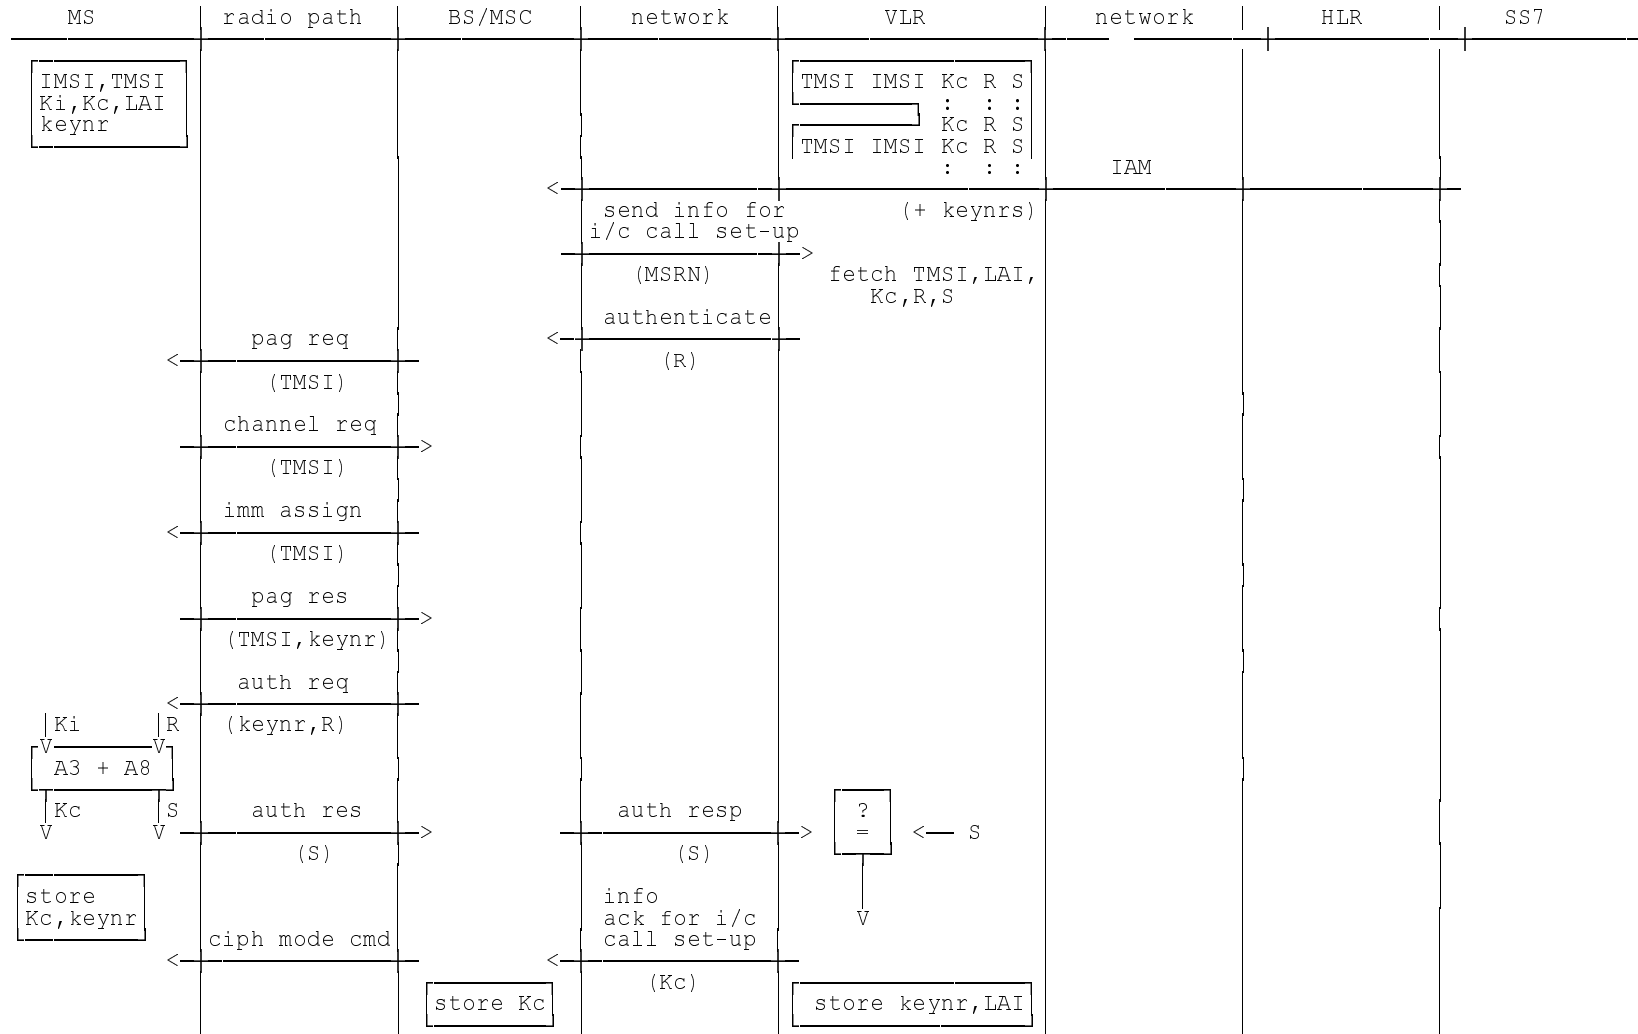 MS radio path BS/MSC network VLR network HLR SS7
IMSI,TMSI TMSI IMSI Kc R S
Ki,Kc,LAI : : :
keynr Kc R S
TMSI IMSI Kc R S
: : : IAM
<
send info for (+ keynrs)
i/c call set-up
>
(MSRN) fetch TMSI,LAI,
Kc,R,S
authenticate
pag req <
< (R)
(TMSI)
channel req
>
(TMSI)
imm assign
<
(TMSI)
pag res
>
(TMSI,keynr)
auth req
<
Ki R (keynr,R)
V V
A3 + A8
Kc S auth res auth resp ?
V V > > = < S
(S) (S)
store info
Kc,keynr ack for i/c V
ciph mode cmd call set-up
< <
(Kc)
store Kc store keynr,LAI